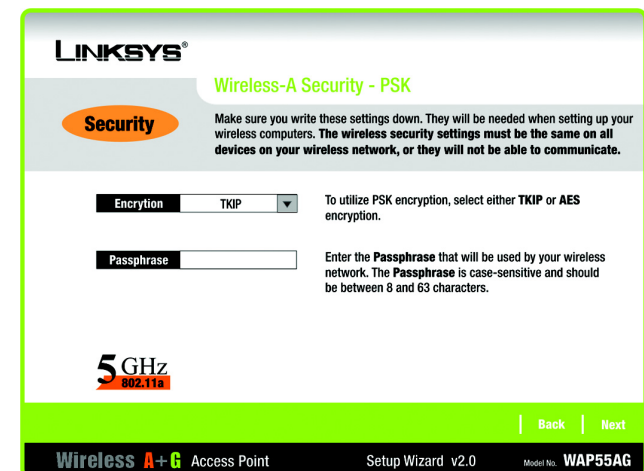 LINKSYS®
Wireless-A Security - PSK
Security
Make sure you write these settings down. They will be needed when setting up your
wireless computers. The wireless security settings must be the same on all
devices on your wireless network, or they will not be able to communicate.
Encrytion
TKIP
To utilize PSK encryption, select either TKIP or AES
encryption.
Passphrase
Enter the Passphrase that will be used by your wireless
network. The Passphrase is case-sensitive and should
be between 8 and 63 characters.
5 GHz
802.11a
Back
Next
Wireless A+G Access Point
Setup Wizard v2.0
Model No. WAP55AG